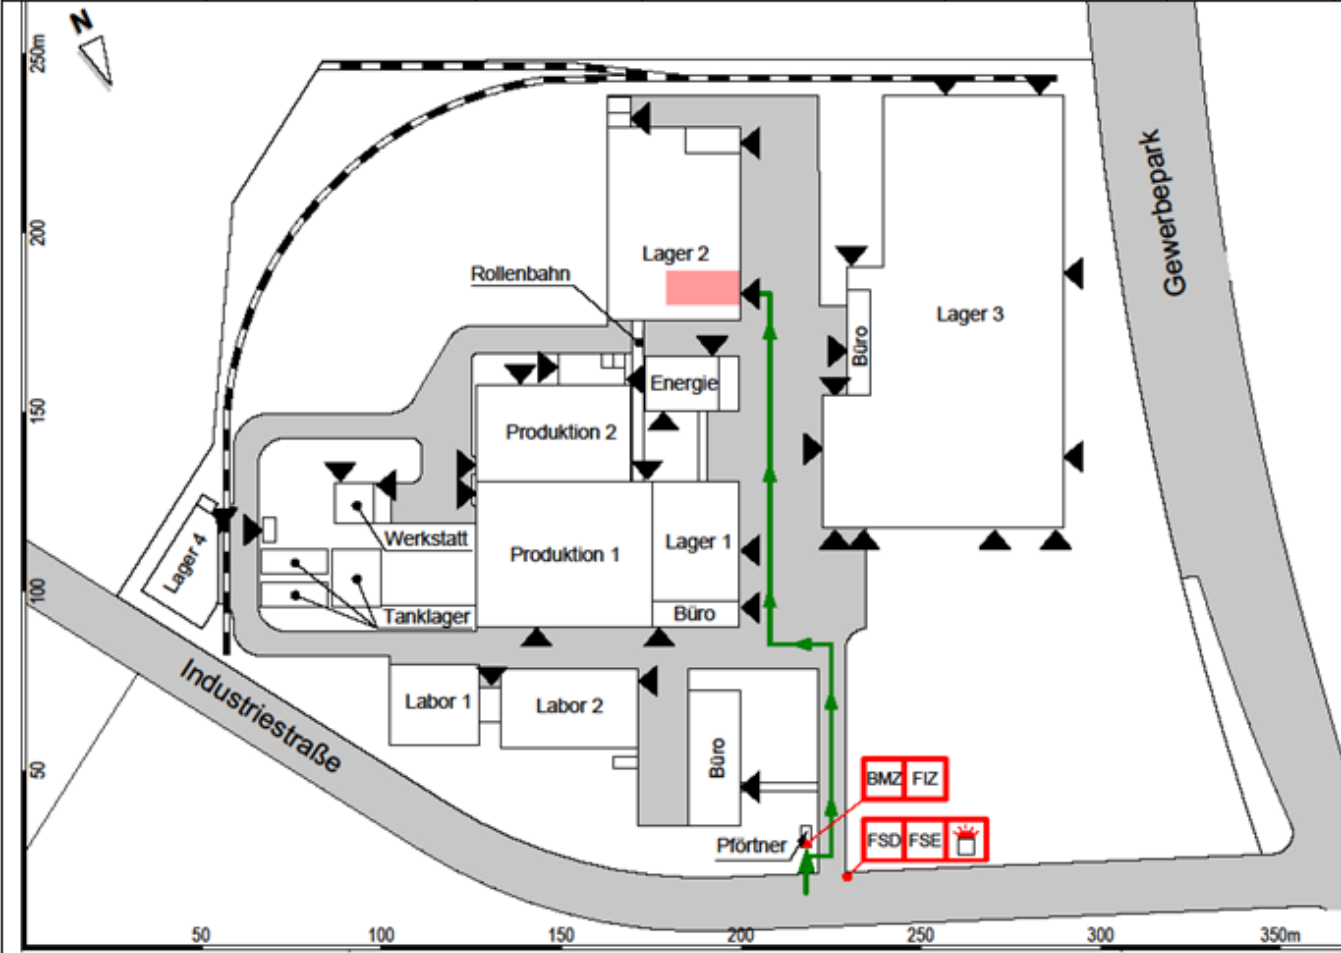 N
250m
200
150
100
50
Gewerbepark
Lager 2
Rollenbahn
Lager 3
Büro
Energie
Produktion 2
Werkstatt
Produktion 1
Lager 1
Lager 4
Tanklager
Büro
Industriestraße
Labor 1
Labor 2
Büro
BMZ FIZ
Pförtner
FSD FSE
50 100 150 200 250 300 350m